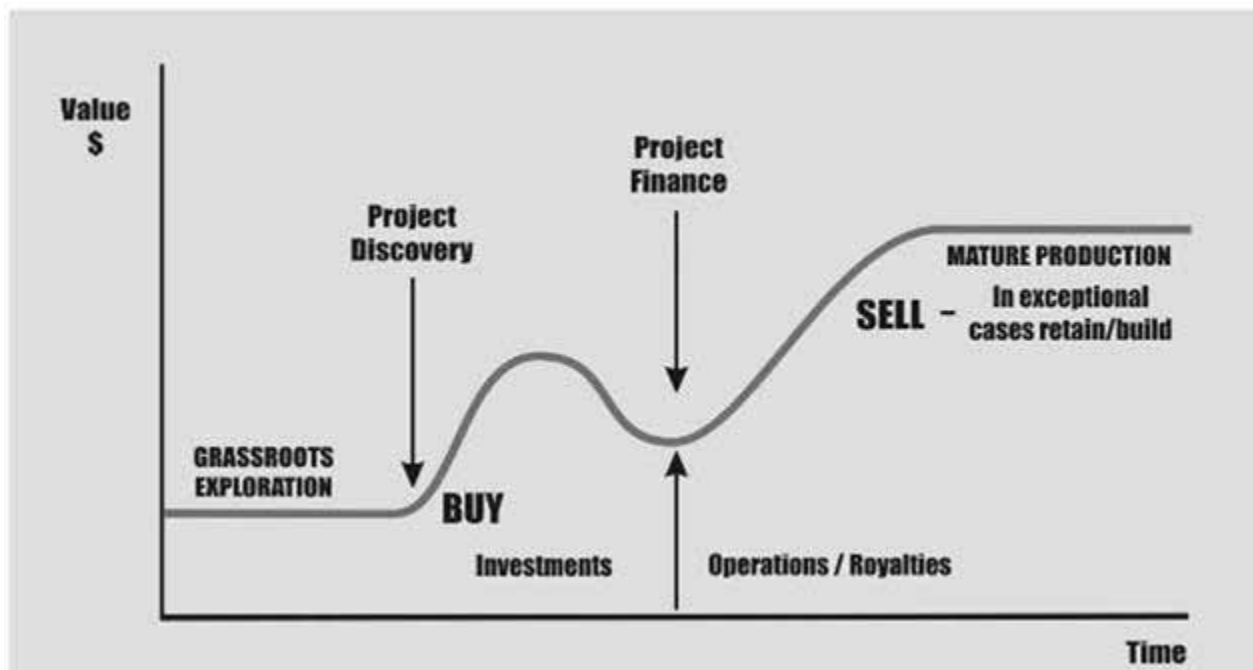 Value
$
Project
Finance
Project
Discovery
MATURE PRODUCTION
SELL - In exceptional
cases retain/build
GRASSROOTS
EXPLORATION
BUY
Investments
Operations / Royalties
Time